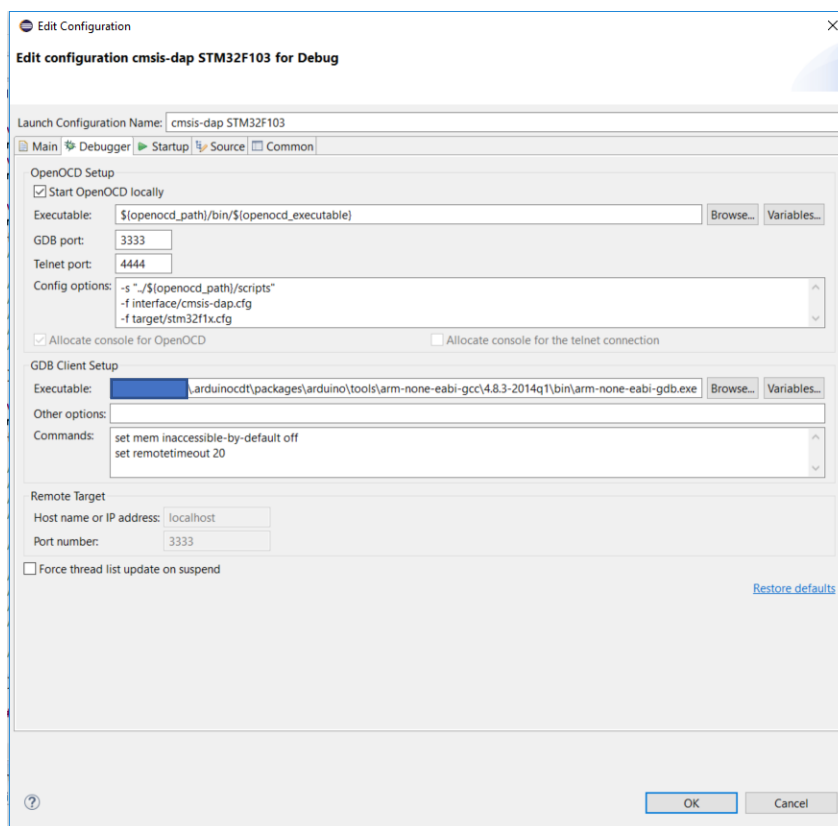 Edit Configuration
Edit configuration cmsis-dap STM32F103 for Debug
Launch Configuration Name: cmsis-dap STM32F103
Main Debugger Startup Source Common
OpenOCD Setup
Start OpenOCD locally
Executable: ${openocd_path}/bin/${openocd_executable} Browse... Variables...
GDB port: 3333
Telnet port: 4444
Config options: -s "../${openocd_path}/scripts"
-f interface/cmsis-dap.cfg
-f target/stm32f1x.cfg
Allocate console for OpenOCD Allocate console for the telnet connection
GDB Client Setup
Executable: \.arduinocdt\packages\arduino\tools\arm-none-eabi-gcc\4.8.3-2014q1\bin\arm-none-eabi-gdb.exe Browse... Variables...
Other options:
Commands: set mem inaccessible-by-default off
set remotetimeout 20
Remote Target
Host name or IP address: localhost
Port number: 3333
Force thread list update on suspend
Restore defaults
? OK Cancel